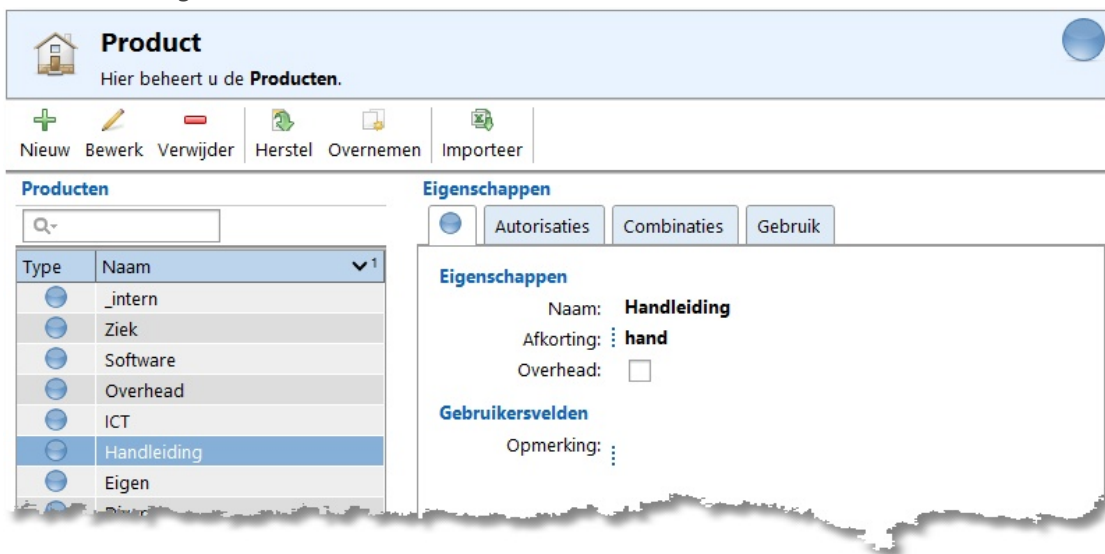 Product
Hier beheert u de Producten.
Nieuw Bewerk Verwijder Herstel Overnemen Importeer
Producten
Type Naam 1
_intern
Ziek
Software
Overhead
ICT
Handleiding
Eigen
Eigenschappen
Autorisaties Combinaties Gebruik
Eigenschappen
Naam: Handleiding
Afkorting: hand
Overhead:
Gebruikersvelden
Opmerking: